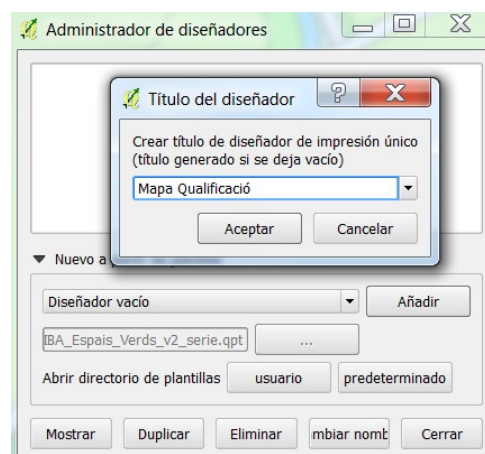 Administrador de diseñadores
Título del diseñador
Crear título de diseñador de impresión único
(título generado si se deja vacío)
Mapa Qualificació
Aceptar Cancelar
Nuevo a
Diseñador vacío Añadir
BA_Espais_Verds_v2_serie.qpt ...
Abrir directorio de plantillas usuario predeterminado
Mostrar Duplicar Eliminar mbiar nomb Cerrar